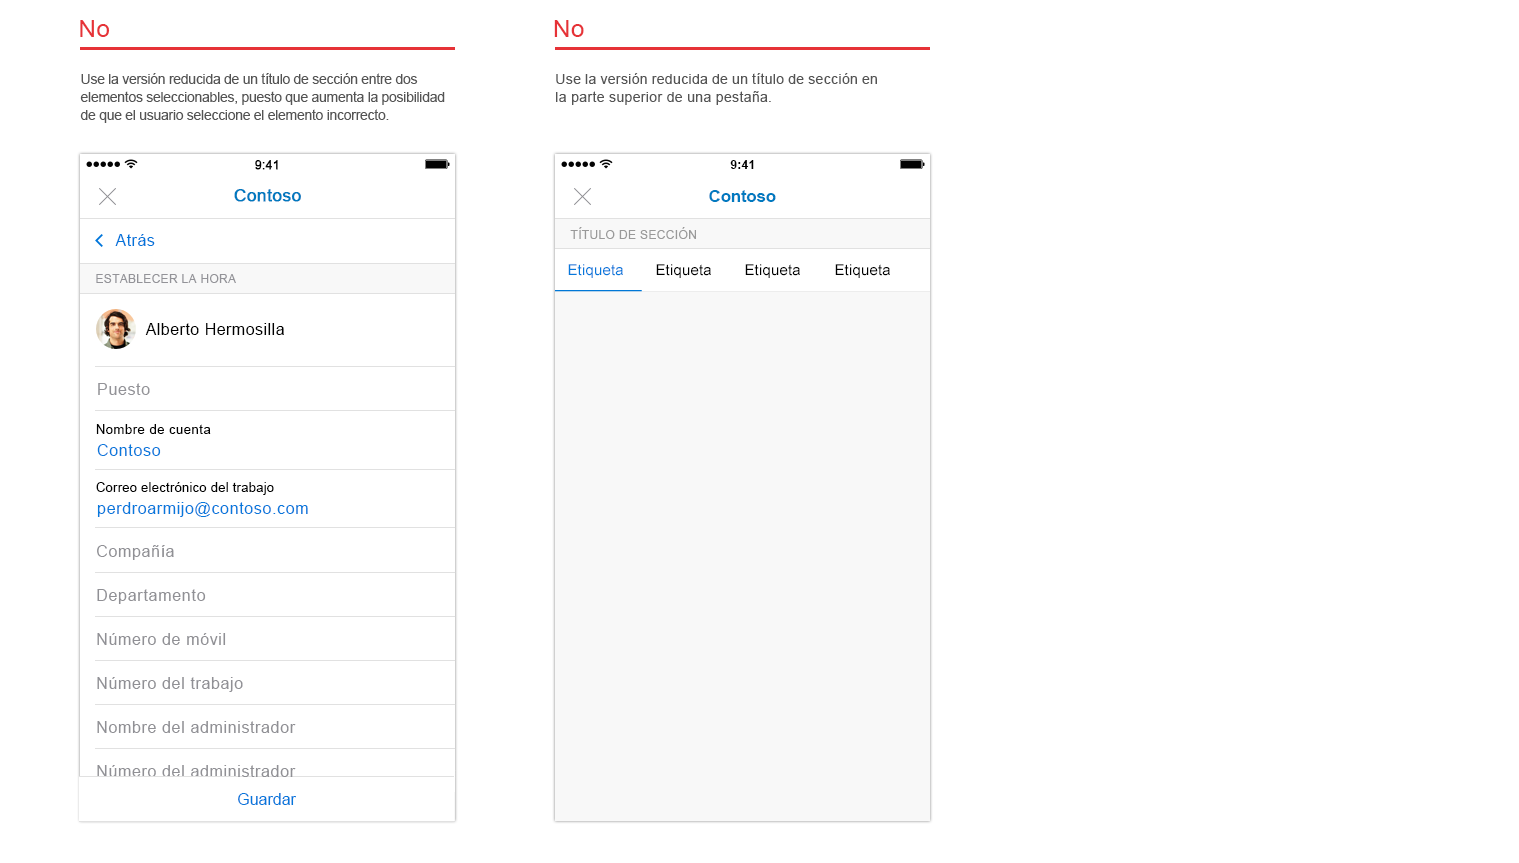 No
Use la versión reducida de un título de sección entre dos
elementos seleccionables, puesto que aumenta la posibilidad
de que el usuario seleccione el elemento incorrecto.
9:41
Contoso
Atrás
ESTABLECER LA HORA
Alberto Hermosilla
Puesto
Nombre de cuenta
Contoso
Correo electrónico del trabajo
perdroarmijo@contoso.com
Compañía
Departamento
Número de móvil
Número del trabajo
Nombre del administrador
Número del administrador
Guardar
No
Use la versión reducida de un título de sección en
la parte superior de una pestaña.
9:41
Contoso
TÍTULO DE SECCIÓN
Etiqueta Etiqueta Etiqueta Etiqueta